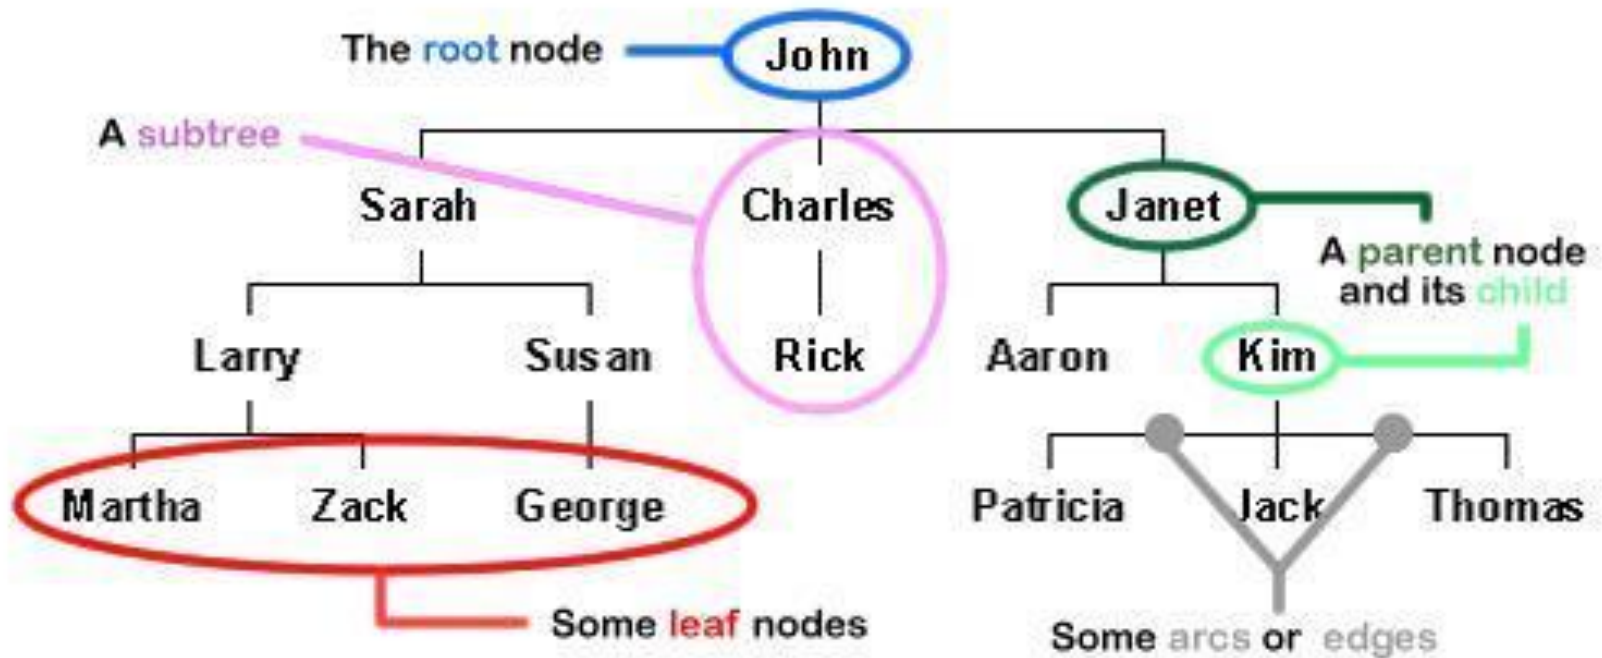 The root node
John
A subtree
Sarah
Charles
Janet
A parent node
and its child
Larry
Susan
Rick
Aaron
Kim
Martha
Zack
George
Patricia
Jack
Thomas
Some leaf nodes
Some arcs or edges